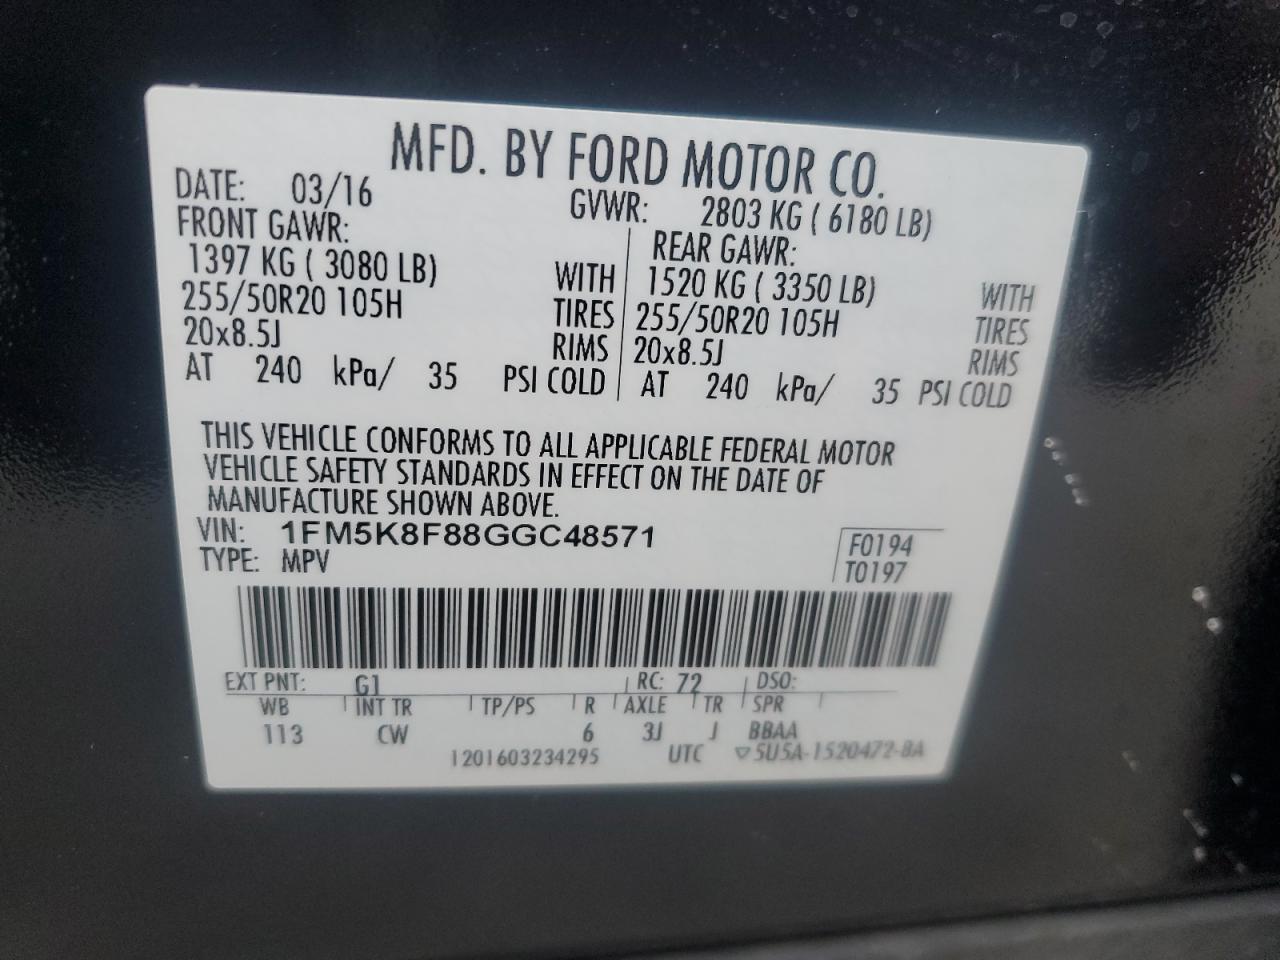 MFD. BY FORD MOTOR CO.
DATE: 03/16 GVWR: 2803 KG ( 6180 LB)
FRONT GAWR: REAR GAWR:
1397 KG ( 3080 LB) WITH 1520 KG ( 3350 LB) WITH
255/50R20 105H TIRES 255/50R20 105H TIRES
20x8.5J RIMS 20x8.5J RIMS
AT 240 kPa/ 35 PSI COLD AT 240 kPa/ 35 PSI COLD
THIS VEHICLE CONFORMS TO ALL APPLICABLE FEDERAL MOTOR
VEHICLE SAFETY STANDARDS IN EFFECT ON THE DATE OF
MANUFACTURE SHOWN ABOVE.
VIN: 1FM5K8F88GGC48571 F0194
TYPE: MPV T0197
EXT PNT: G1 RC: 72 DSO:
WB INT TR TP/PS R AXLE TR SPR
113 CW 6 3J J BBAA
1201603234295 UTC ▽5U5A-1520472-BA